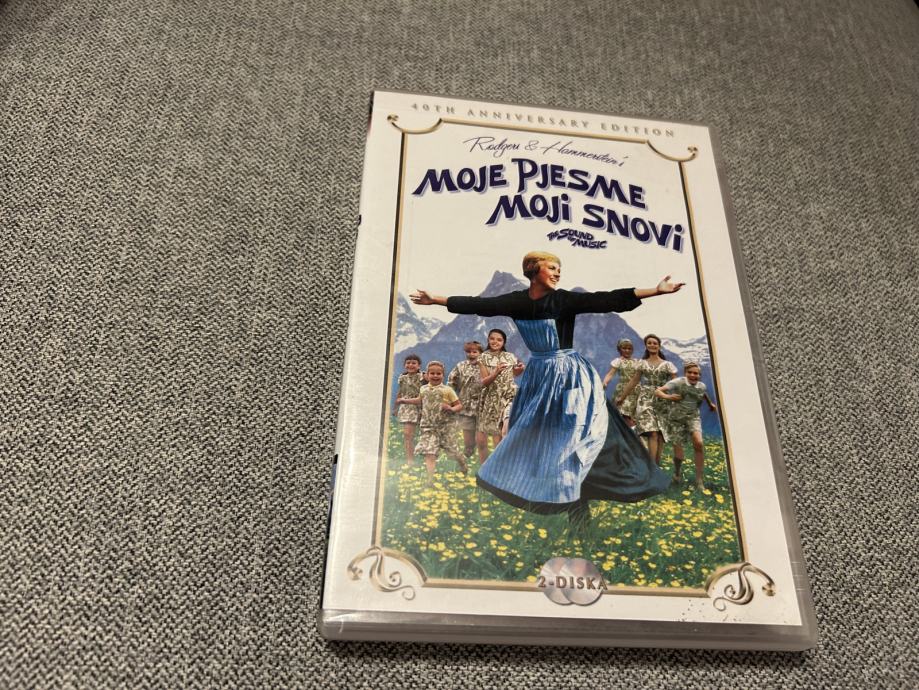 40TH ANNIVERSARY EDITION
Rodgers & Hammerstein's
MOJE PJESME
MOJI SNOVI
THE SOUND OF MUSIC
2-DISKA